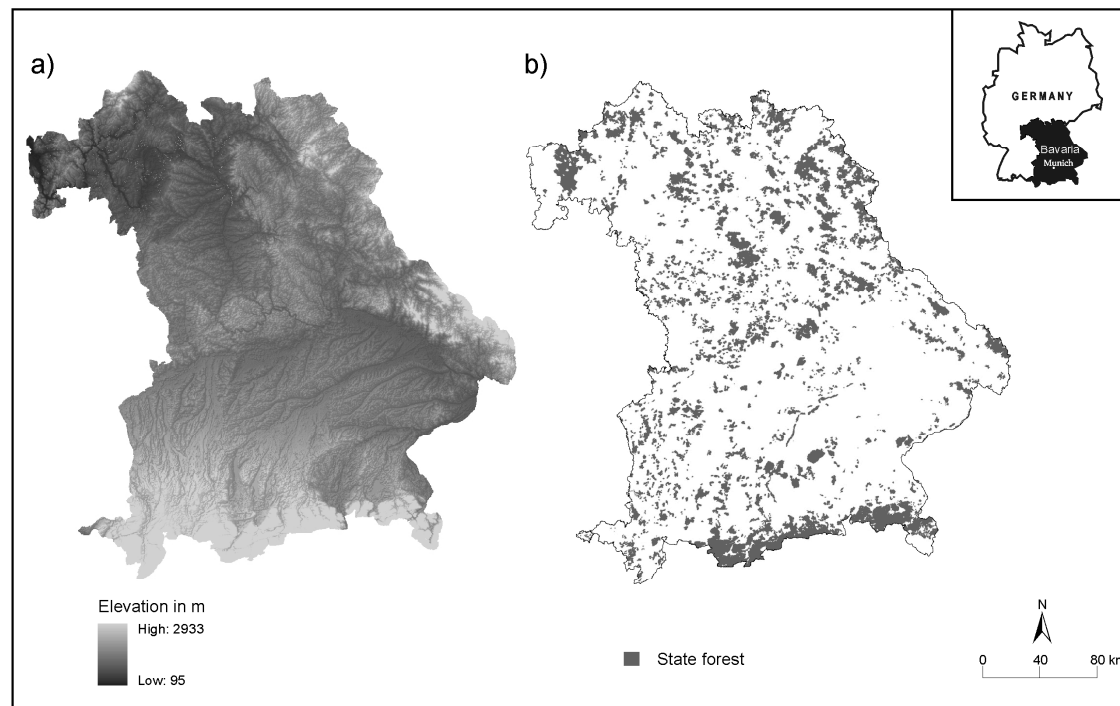 a)
b)
GERMANY
Bavaria
Munich
Elevation in m
High: 2933
Low: 95
State forest
N
0 40 80 km